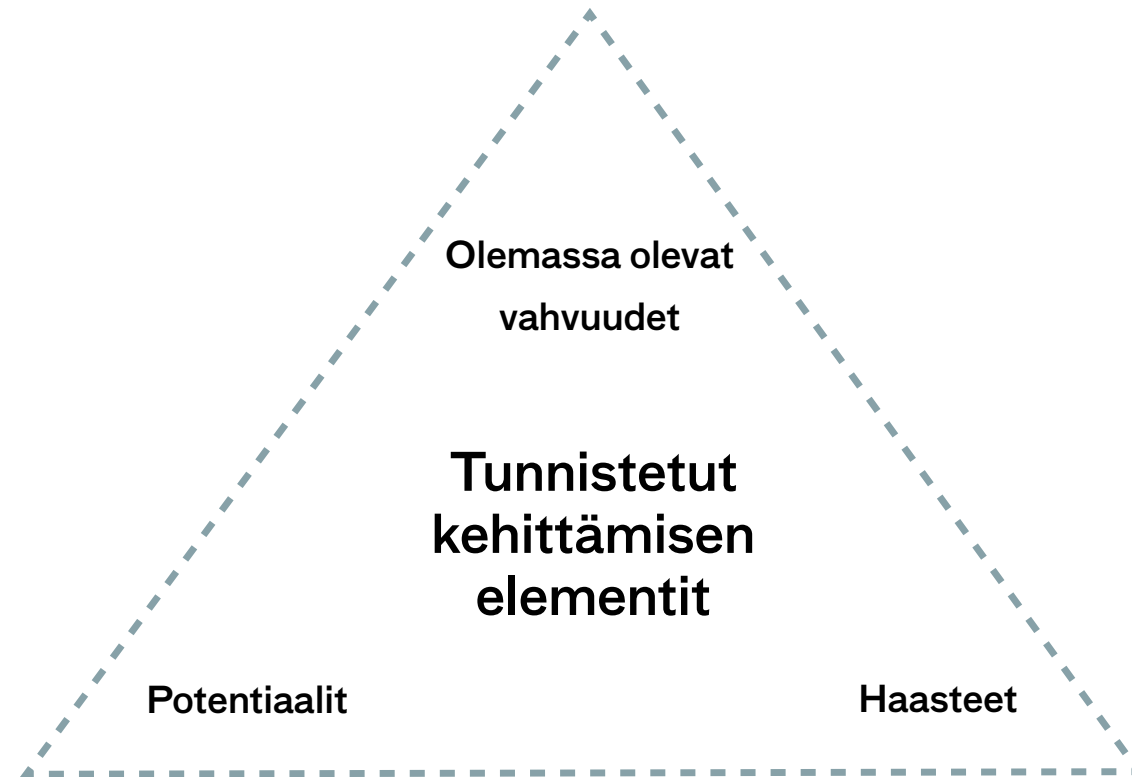 Olemassa olevat
vahvuudet
Tunnistetut
kehittämisen
elementit
Potentiaalit
Haasteet